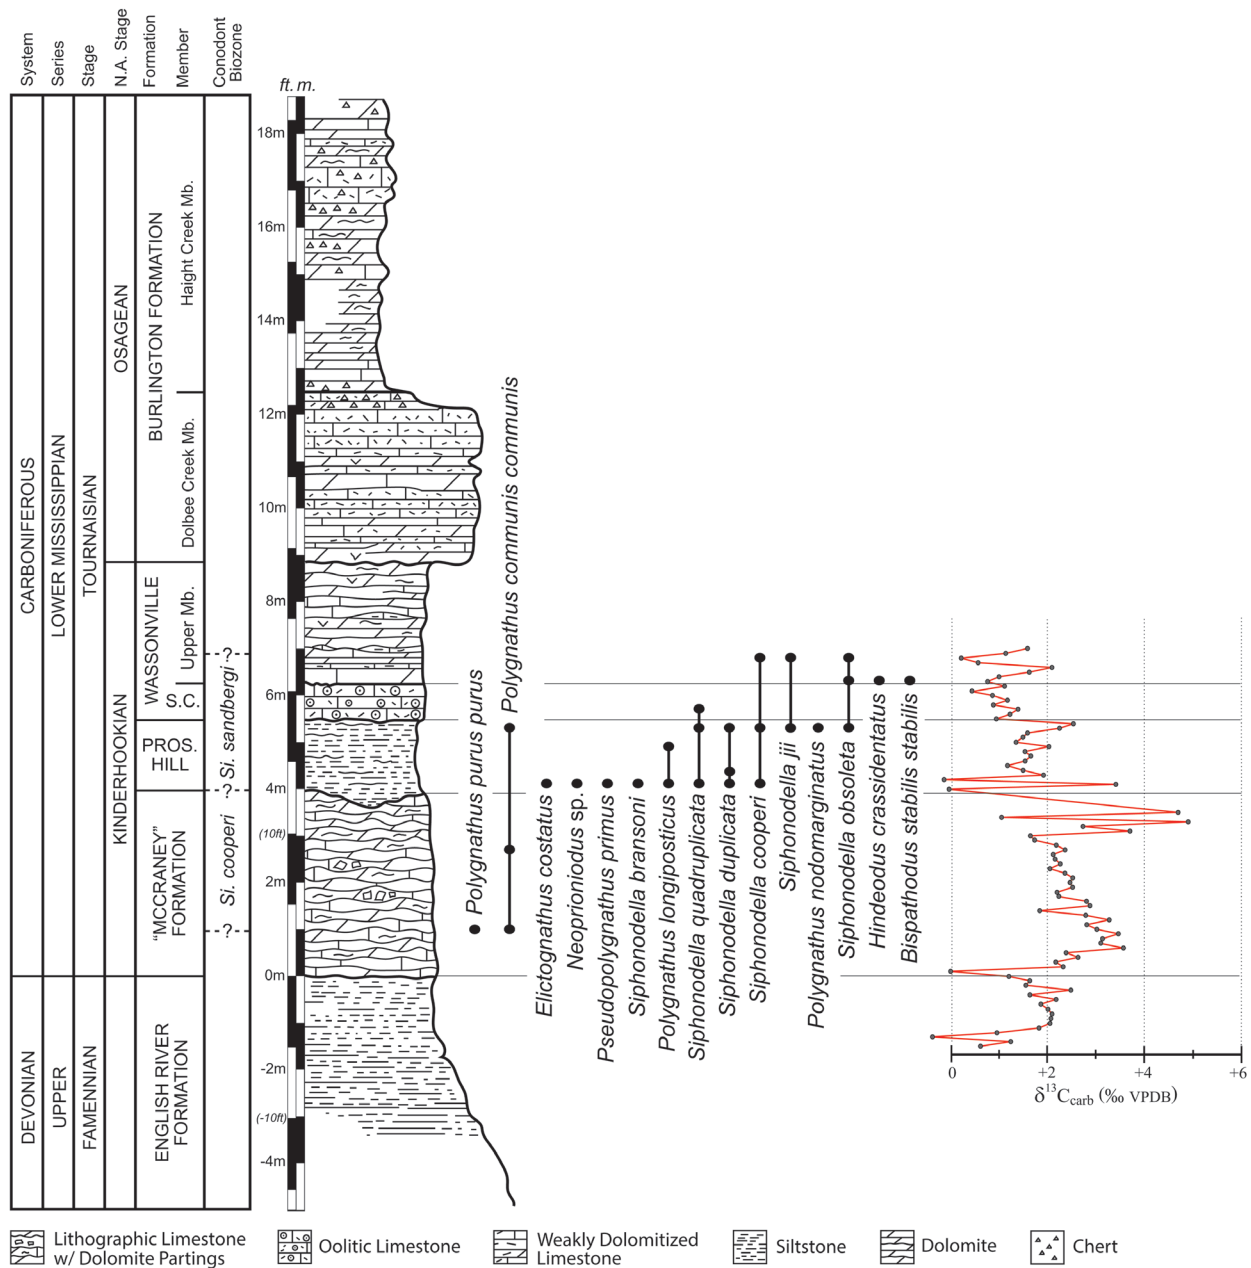 System
Series
Stage
N.A. Stage
Formation
Member
Conodont
Biozone
ft. m.
CARBONIFEROUS
DEVONIAN
LOWER MISSISSIPPIAN
UPPER
TOURNAISIAN
FAMENNIAN
OSAGEAN
KINDERHOOKIAN
BURLINGTON FORMATION
Haight Creek Mb.
Dolbee Creek Mb.
WASSONVILLE
Upper Mb.
S.C.
PROS.
HILL
"MCCRANEY"
FORMATION
ENGLISH RIVER
FORMATION
?
Si. sandbergi
?
Si. cooperi
?
18m
16m
14m
12m
10m
8m
6m
4m
(10ft)
2m
0m
-2m
(-10ft)
-4m
Polygnathus purus purus
Polygnathus communis communis
Elictognathus costatus
Neoprioniodus sp.
Pseudopolygnathus primus
Siphonodella bransoni
Polygnathus longiposticus
Siphonodella quadruplicata
Siphonodella duplicata
Siphonodella cooperi
Siphonodella jii
Polygnathus nodomarginatus
Siphonodella obsoleta
Hindeodus crassidentatus
Bispathodus stabilis stabilis
0
+2
+4
+6
δ13Ccarb (‰ VPDB)
Lithographic Limestone
w/ Dolomite Partings
Oolitic Limestone
Weakly Dolomitized
Limestone
Siltstone
Dolomite
Chert